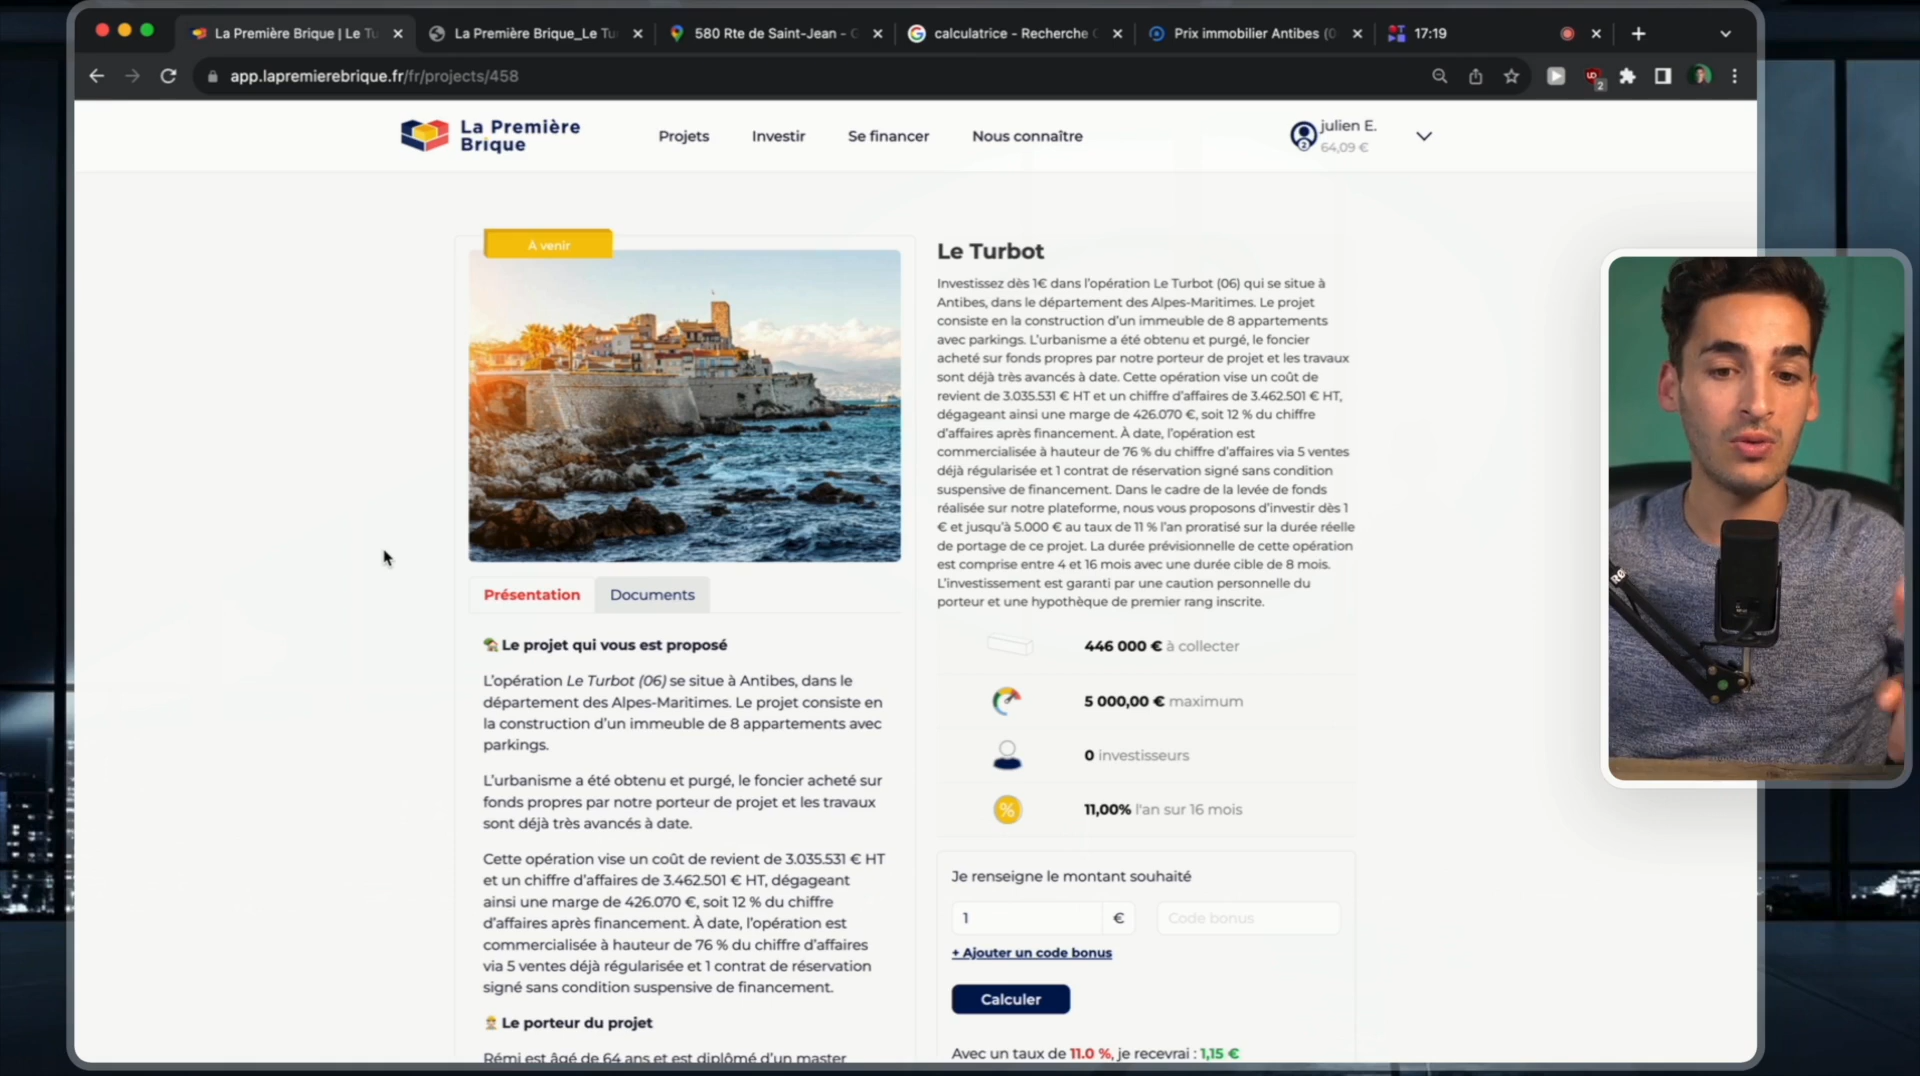 La Première Brique | Le Tu
La Première Brique_Le Tu
580 Rte de Saint-Jean - G
calculatrice - Recherche G
Prix immobilier Antibes (0
17:19
app.lapremierebrique.fr/fr/projects/458
2
La Première
Brique
Projets
Investir
Se financer
Nous connaître
2
julien E.
64,09 €
À venir
Présentation
Documents
Le projet qui vous est proposé
L'opération Le Turbot (06) se situe à Antibes, dans le
département des Alpes-Maritimes. Le projet consiste en
la construction d'un immeuble de 8 appartements avec
parkings.
L'urbanisme a été obtenu et purgé, le foncier acheté sur
fonds propres par notre porteur de projet et les travaux
sont déjà très avancés à date.
Cette opération vise un coût de revient de 3.035.531 € HT
et un chiffre d'affaires de 3.462.501 € HT, dégageant
ainsi une marge de 426.070 €, soit 12 % du chiffre
d'affaires après financement. À date, l'opération est
commercialisée à hauteur de 76 % du chiffre d'affaires
via 5 ventes déjà régularisée et 1 contrat de réservation
signé sans condition suspensive de financement.
Le porteur du projet
Rémi est âgé de 64 ans et est diplômé d'un master
Le Turbot
Investissez dès 1€ dans l'opération Le Turbot (06) qui se situe à
Antibes, dans le département des Alpes-Maritimes. Le projet
consiste en la construction d'un immeuble de 8 appartements
avec parkings. L'urbanisme a été obtenu et purgé, le foncier
acheté sur fonds propres par notre porteur de projet et les travaux
sont déjà très avancés à date. Cette opération vise un coût de
revient de 3.035.531 € HT et un chiffre d'affaires de 3.462.501 € HT,
dégageant ainsi une marge de 426.070 €, soit 12 % du chiffre
d'affaires après financement. À date, l'opération est
commercialisée à hauteur de 76 % du chiffre d'affaires via 5 ventes
déjà régularisée et 1 contrat de réservation signé sans condition
suspensive de financement. Dans le cadre de la levée de fonds
réalisée sur notre plateforme, nous vous proposons d'investir dès 1
€ et jusqu'à 5.000 € au taux de 11 % l'an proratisé sur la durée réelle
de portage de ce projet. La durée prévisionnelle de cette opération
est comprise entre 4 et 16 mois avec une durée cible de 8 mois.
L'investissement est garanti par une caution personnelle du
porteur et une hypothèque de premier rang inscrite.
446 000 € à collecter
5 000,00 € maximum
0 investisseurs
% 11,00% l'an sur 16 mois
Je renseigne le montant souhaité
1 €
Code bonus
+ Ajouter un code bonus
Calculer
Avec un taux de 11.0 %, je recevrai : 1,15 €